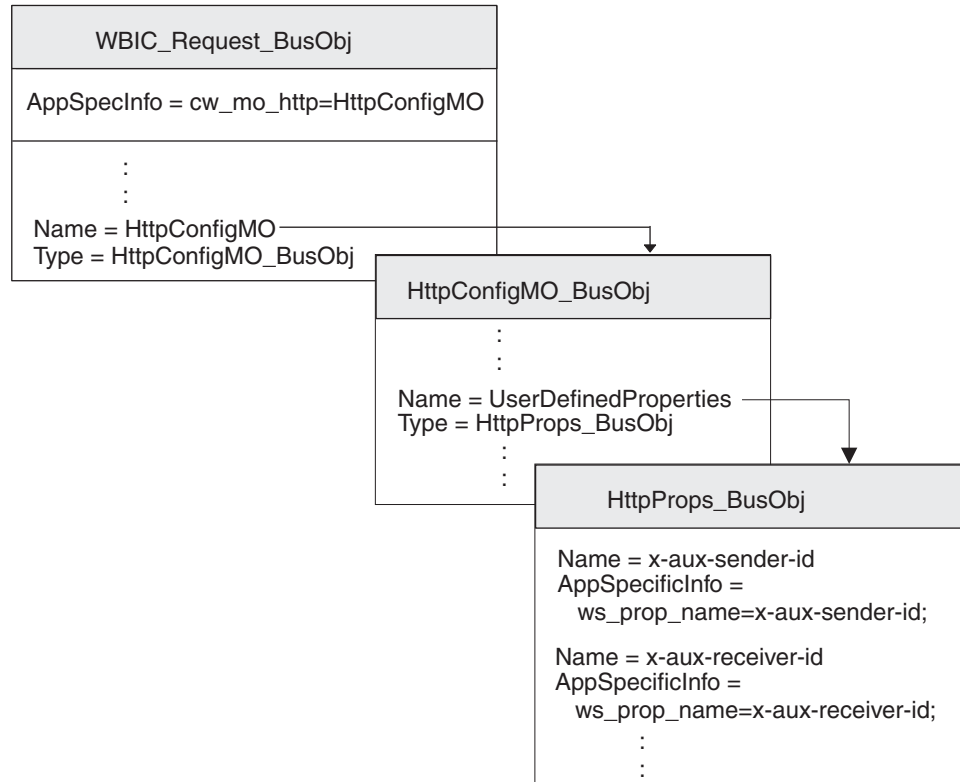 WBIC_Request_BusObj
AppSpecInfo = cw_mo_http=HttpConfigMO
:
:
Name = HttpConfigMO
Type = HttpConfigMO_BusObj
HttpConfigMO_BusObj
:
:
Name = UserDefinedProperties
Type = HttpProps_BusObj
:
:
HttpProps_BusObj
Name = x-aux-sender-id
AppSpecificInfo =
ws_prop_name=x-aux-sender-id;
Name = x-aux-receiver-id
AppSpecificInfo =
ws_prop_name=x-aux-receiver-id;
:
: